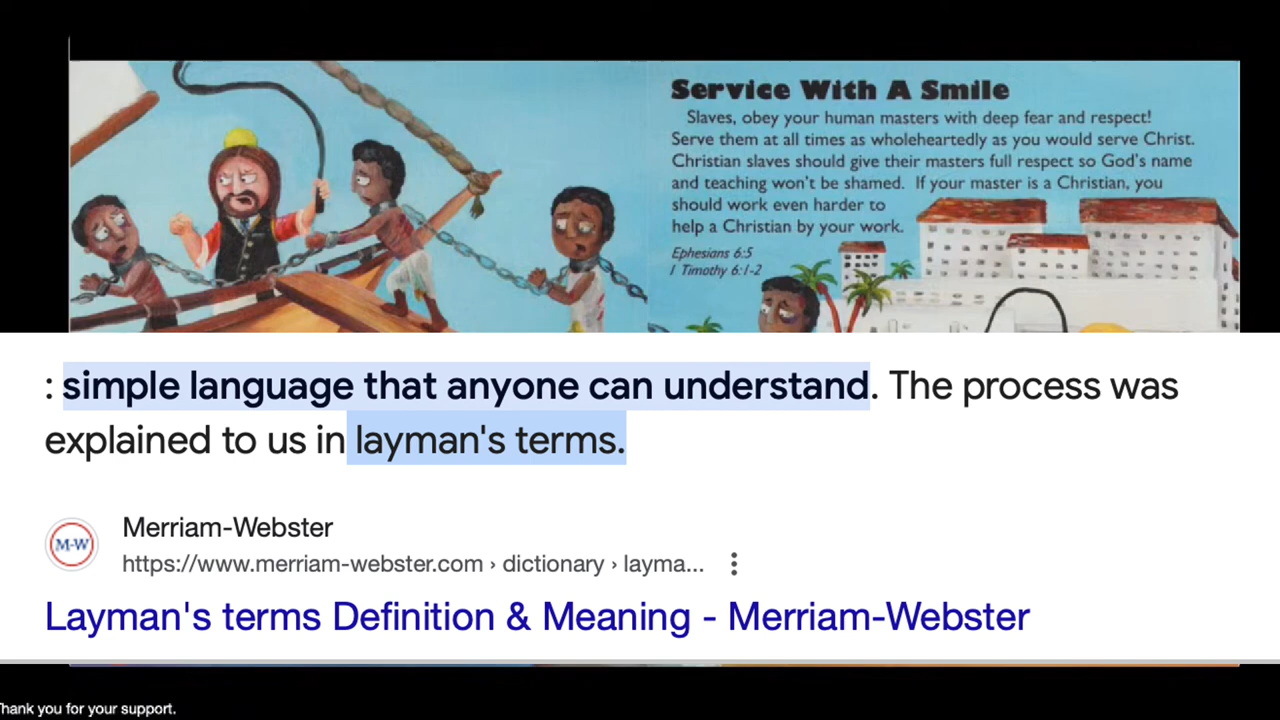 Service With A Smile
Slaves, obey your human masters with deep fear and respect!
Serve them at all times as wholeheartedly as you would serve Christ.
Christian slaves should give their masters full respect so God's name
and teaching won't be shamed. If your master is a Christian, you
should work even harder to
help a Christian by your work.
Ephesians 6:5
1 Timothy 6:1-2
: simple language that anyone can understand. The process was
explained to us in layman's terms.
M-W
Merriam-Webster
https://www.merriam-webster.com › dictionary › layma...
Layman's terms Definition & Meaning - Merriam-Webster
Thank you for your support.